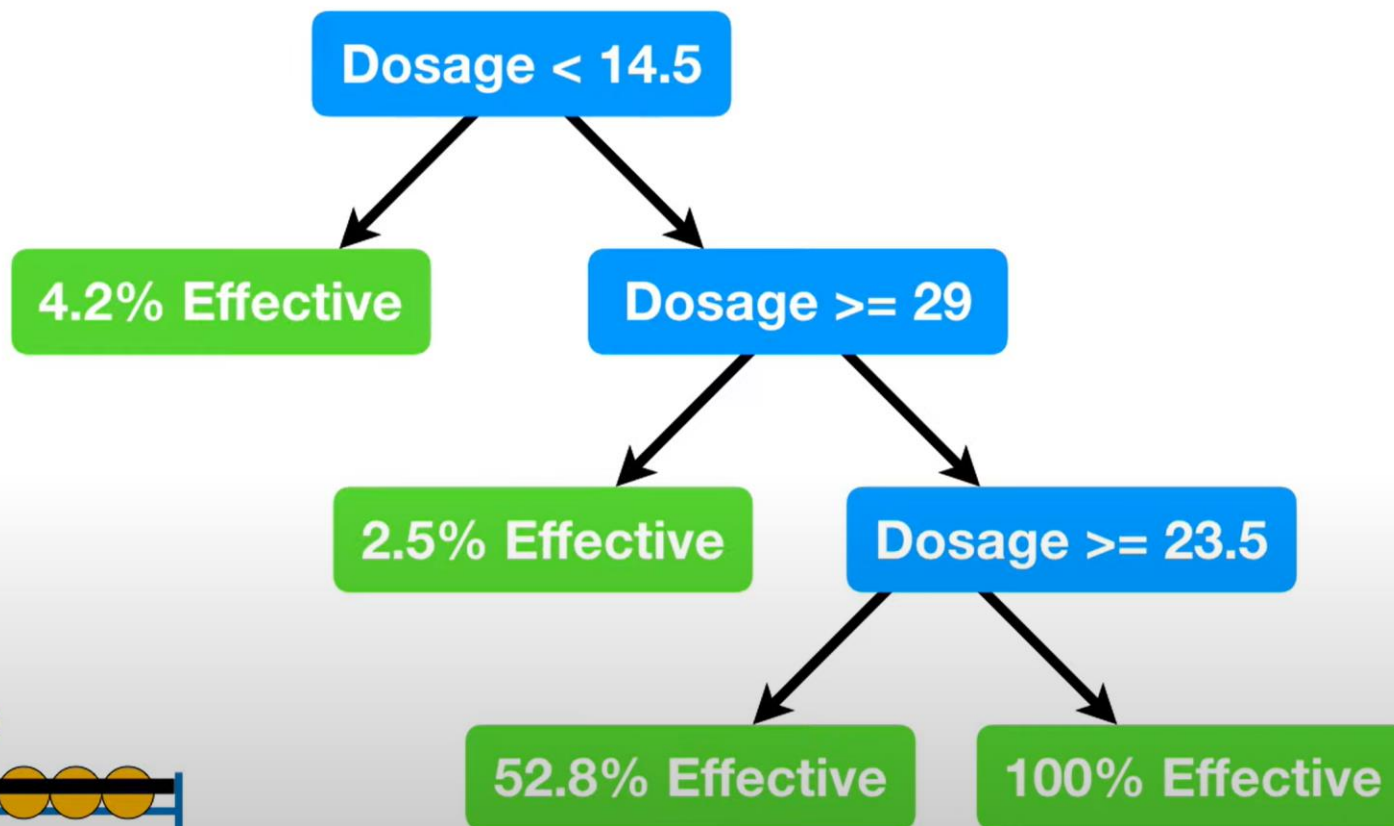 Dosage < 14.5
4.2% Effective
Dosage >= 29
2.5% Effective
Dosage >= 23.5
52.8% Effective
100% Effective